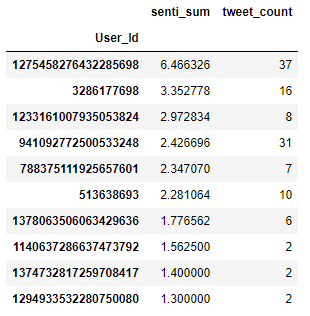 senti_sum tweet_count
User_Id
1275458276432285698 6.466326 37
3286177698 3.352778 16
1233161007935053824 2.972834 8
941092772500533248 2.426696 31
788375111925657601 2.347070 7
513638693 2.281064 10
1378063506063429636 1.776562 6
1140637286637473792 1.562500 2
1374732817259708417 1.400000 2
1294933532280750080 1.300000 2